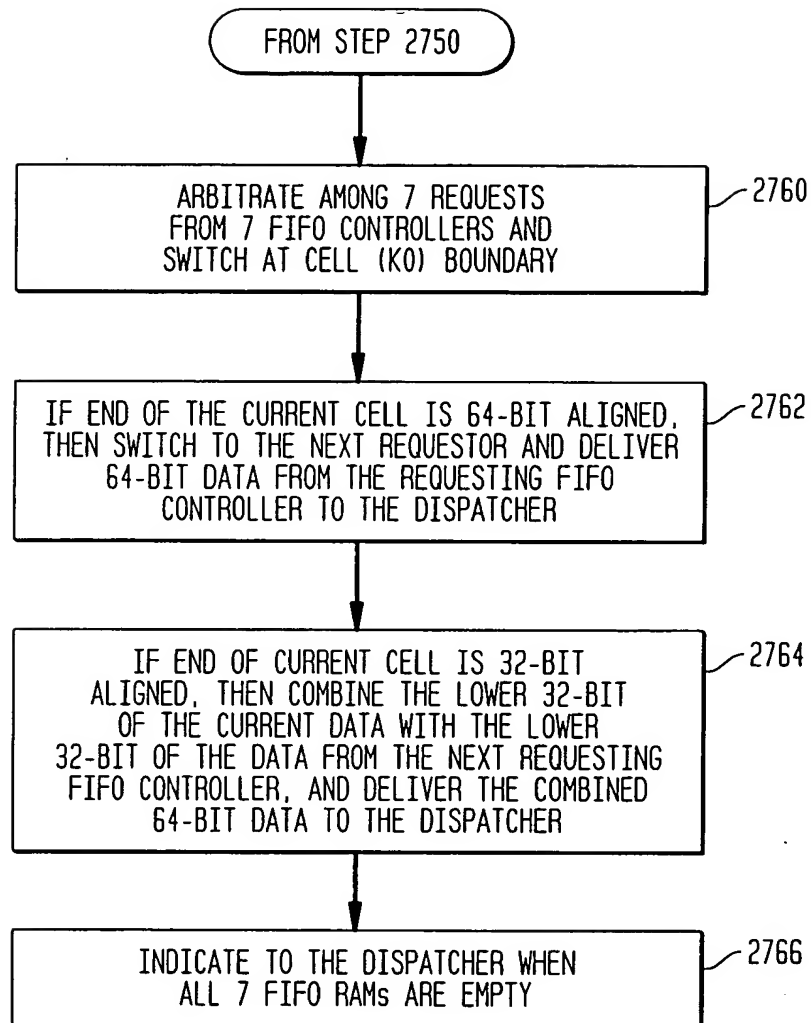 FROM STEP 2750
ARBITRATE AMONG 7 REQUESTS
FROM 7 FIFO CONTROLLERS AND
SWITCH AT CELL (K0) BOUNDARY
2760
IF END OF THE CURRENT CELL IS 64-BIT ALIGNED,
THEN SWITCH TO THE NEXT REQUESTOR AND DELIVER
64-BIT DATA FROM THE REQUESTING FIFO
CONTROLLER TO THE DISPATCHER
2762
IF END OF CURRENT CELL IS 32-BIT
ALIGNED, THEN COMBINE THE LOWER 32-BIT
OF THE CURRENT DATA WITH THE LOWER
32-BIT OF THE DATA FROM THE NEXT REQUESTING
FIFO CONTROLLER, AND DELIVER THE COMBINED
64-BIT DATA TO THE DISPATCHER
2764
INDICATE TO THE DISPATCHER WHEN
ALL 7 FIFO RAMs ARE EMPTY
2766